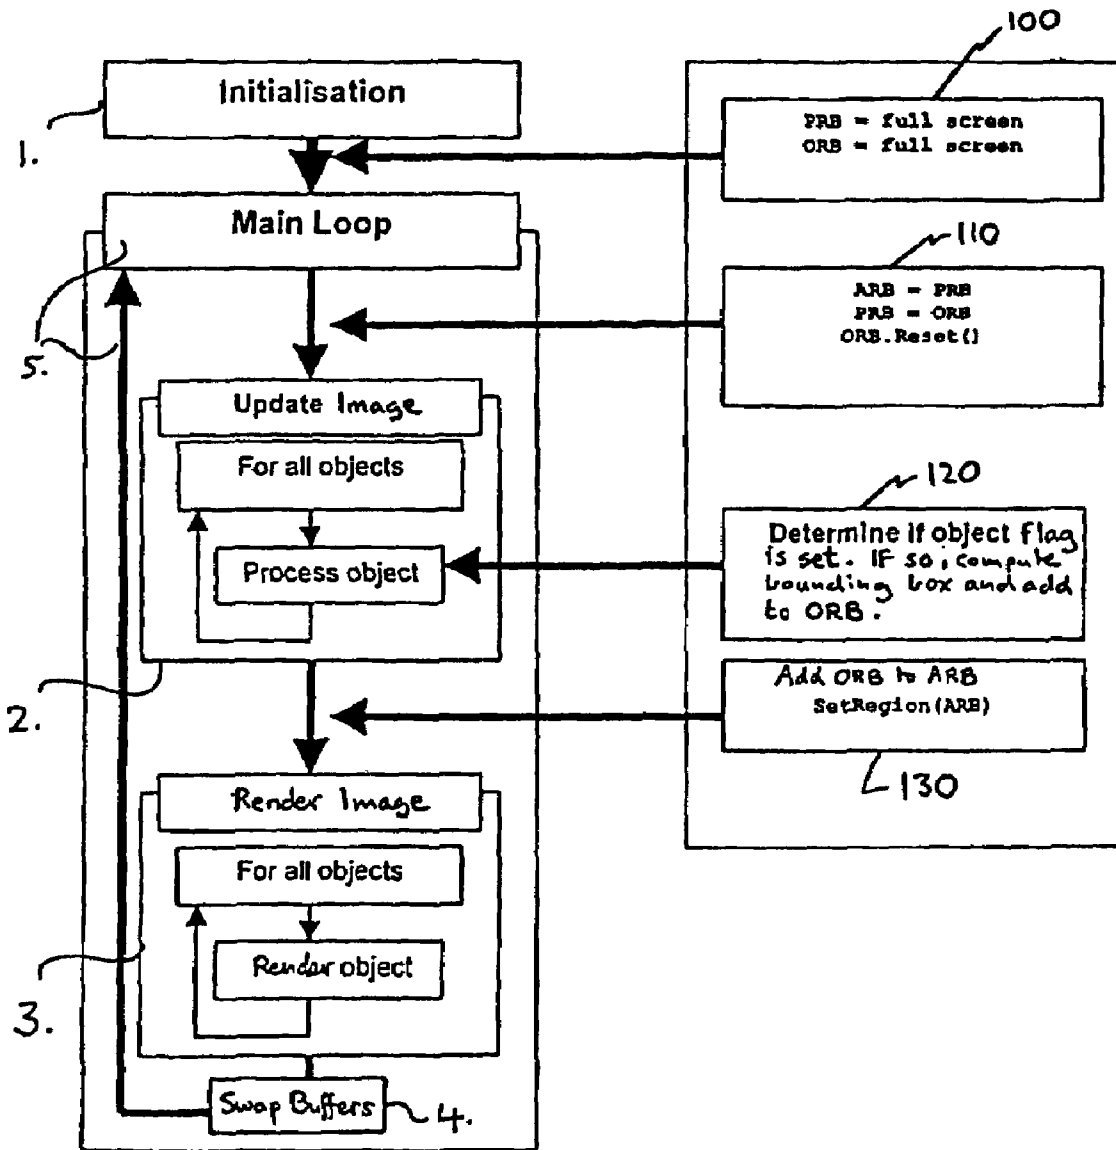 100
Initialisation
PRB = full screen
ORB = full screen
1.
Main Loop
110
ARB = PRB
PRB = ORB
ORB.Reset()
5.
Update Image
For all objects
120
Determine if object flag
is set. IF so, compute
bounding box and add
to ORB.
Process object
2.
Add ORB to ARB
SetRegion(ARB)
130
Render Image
For all objects
Render object
3.
Swap Buffers
4.